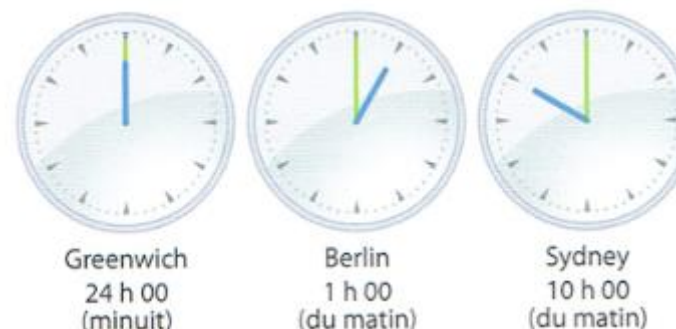 Greenwich
24 h 00
(minuit)
Berlin
1 h 00
(du matin)
Sydney
10 h 00
(du matin)